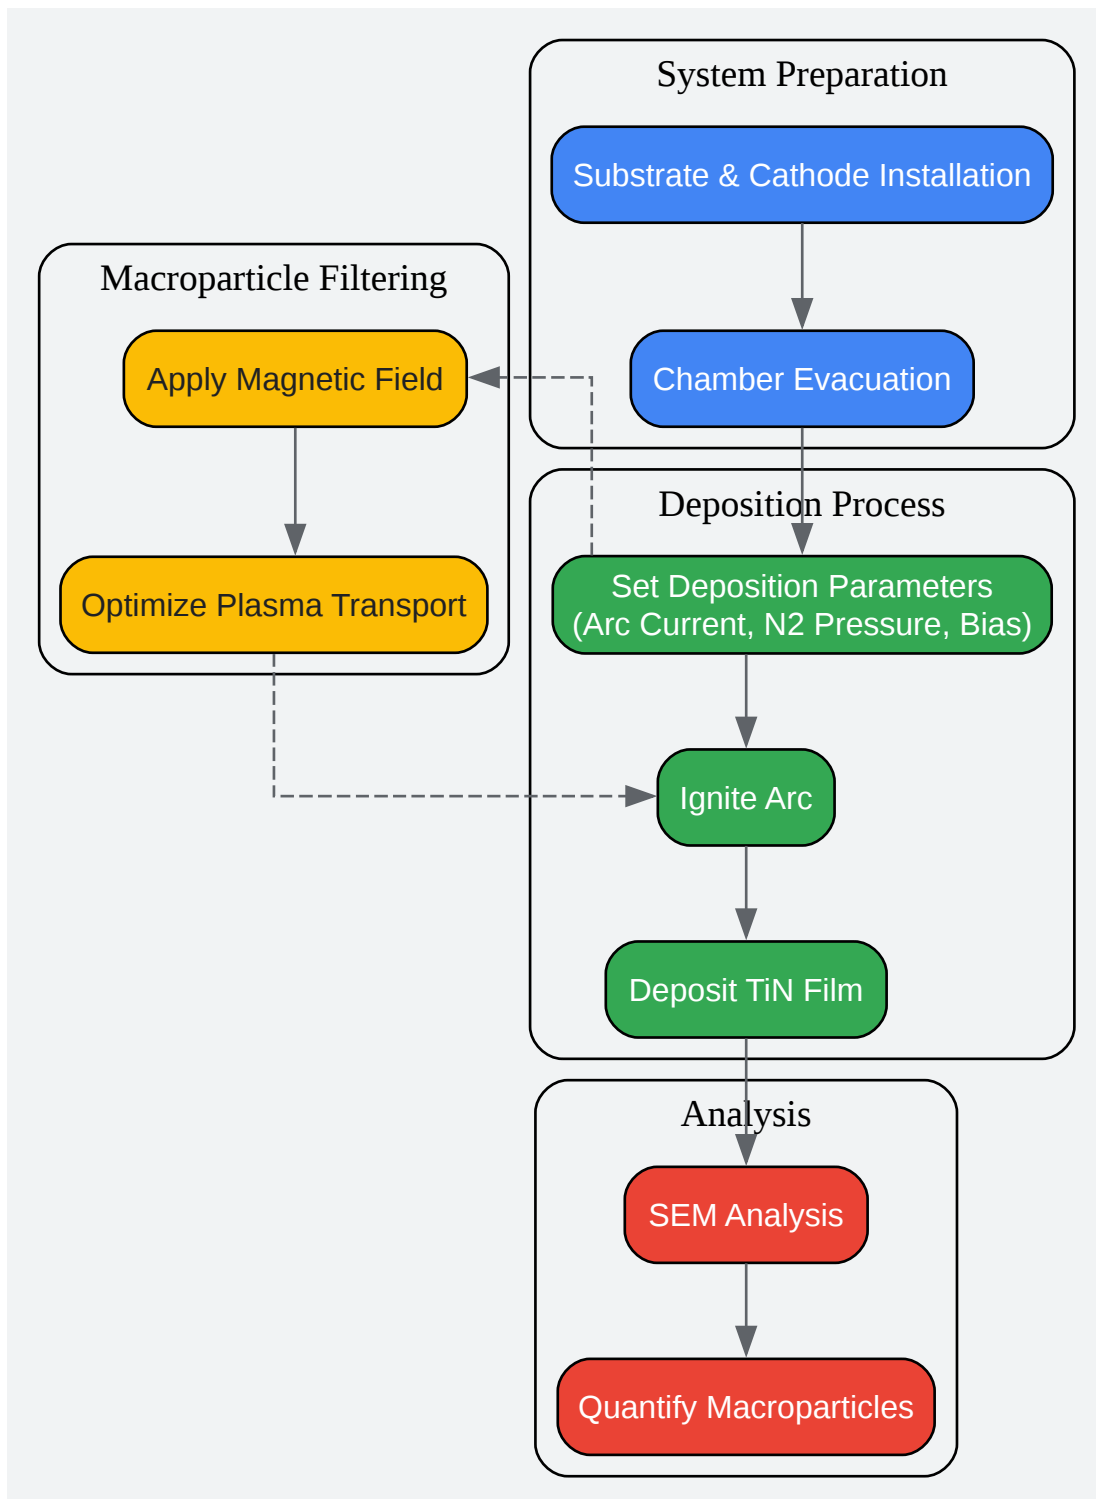 System Preparation
Substrate & Cathode Installation
Chamber Evacuation
Macroparticle Filtering
Apply Magnetic Field
Optimize Plasma Transport
Deposition Process
Set Deposition Parameters
(Arc Current, N2 Pressure, Bias)
Ignite Arc
Deposit TiN Film
Analysis
SEM Analysis
Quantify Macroparticles